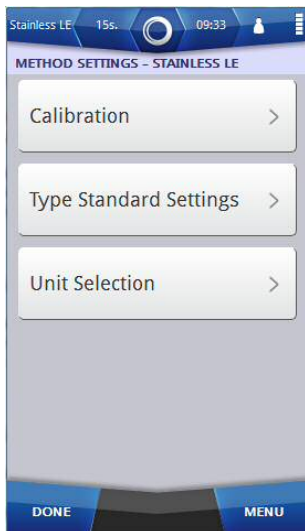 Stainless LE 15s. 09:33
METHOD SETTINGS – STAINLESS LE
Calibration
Type Standard Settings
Unit Selection
DONE MENU